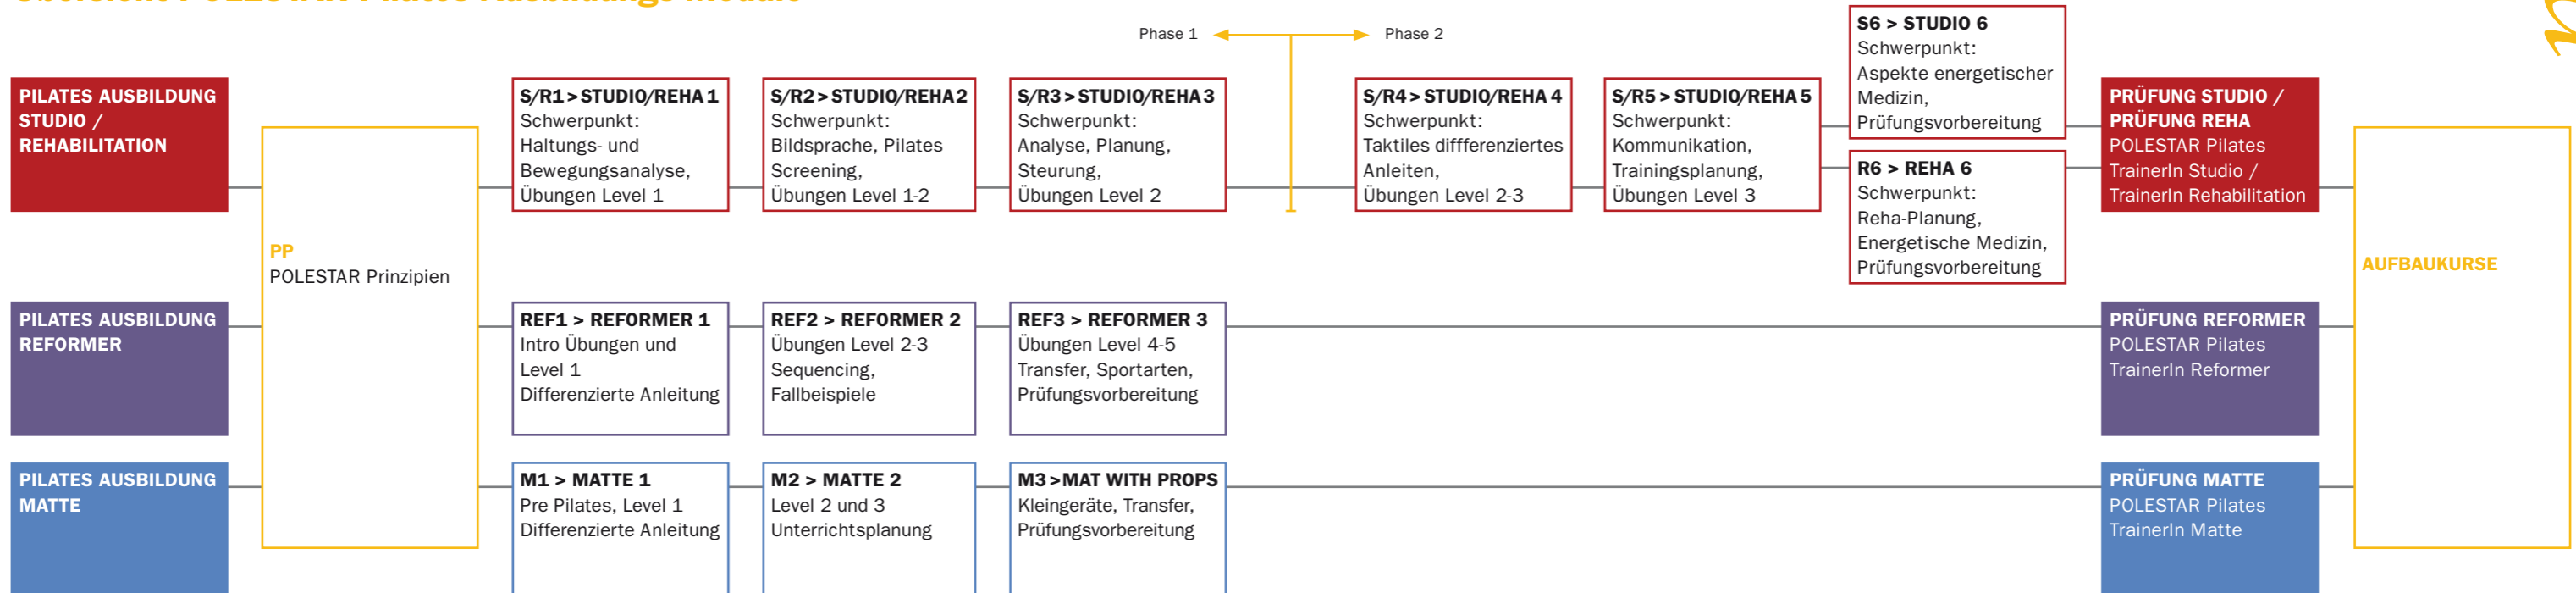 Phase 1
Phase 2
PILATES AUSBILDUNG
STUDIO /
REHABILITATION
PP
POLESTAR Prinzipien
S/R1 > STUDIO/REHA 1
Schwerpunkt:
Haltungs- und
Bewegungsanalyse,
Übungen Level 1
S/R2 > STUDIO/REHA 2
Schwerpunkt:
Bildsprache, Pilates
Screening,
Übungen Level 1-2
S/R3 > STUDIO/REHA 3
Schwerpunkt:
Analyse, Planung,
Steurung,
Übungen Level 2
S/R4 > STUDIO/REHA 4
Schwerpunkt:
Taktiles diffferenziertes
Anleiten,
Übungen Level 2-3
S/R5 > STUDIO/REHA 5
Schwerpunkt:
Kommunikation,
Trainingsplanung,
Übungen Level 3
S6 > STUDIO 6
Schwerpunkt:
Aspekte energetischer
Medizin,
Prüfungsvorbereitung
R6 > REHA 6
Schwerpunkt:
Reha-Planung,
Energetische Medizin,
Prüfungsvorbereitung
PRÜFUNG STUDIO /
PRÜFUNG REHA
POLESTAR Pilates
TrainerIn Studio /
TrainerIn Rehabilitation
AUFBAUKURSE
PILATES AUSBILDUNG
REFORMER
REF1 > REFORMER 1
Intro Übungen und
Level 1
Differenzierte Anleitung
REF2 > REFORMER 2
Übungen Level 2-3
Sequencing,
Fallbeispiele
REF3 > REFORMER 3
Übungen Level 4-5
Transfer, Sportarten,
Prüfungsvorbereitung
PRÜFUNG REFORMER
POLESTAR Pilates
TrainerIn Reformer
PILATES AUSBILDUNG
MATTE
M1 > MATTE 1
Pre Pilates, Level 1
Differenzierte Anleitung
M2 > MATTE 2
Level 2 und 3
Unterrichtsplanung
M3 >MAT WITH PROPS
Kleingeräte, Transfer,
Prüfungsvorbereitung
PRÜFUNG MATTE
POLESTAR Pilates
TrainerIn Matte